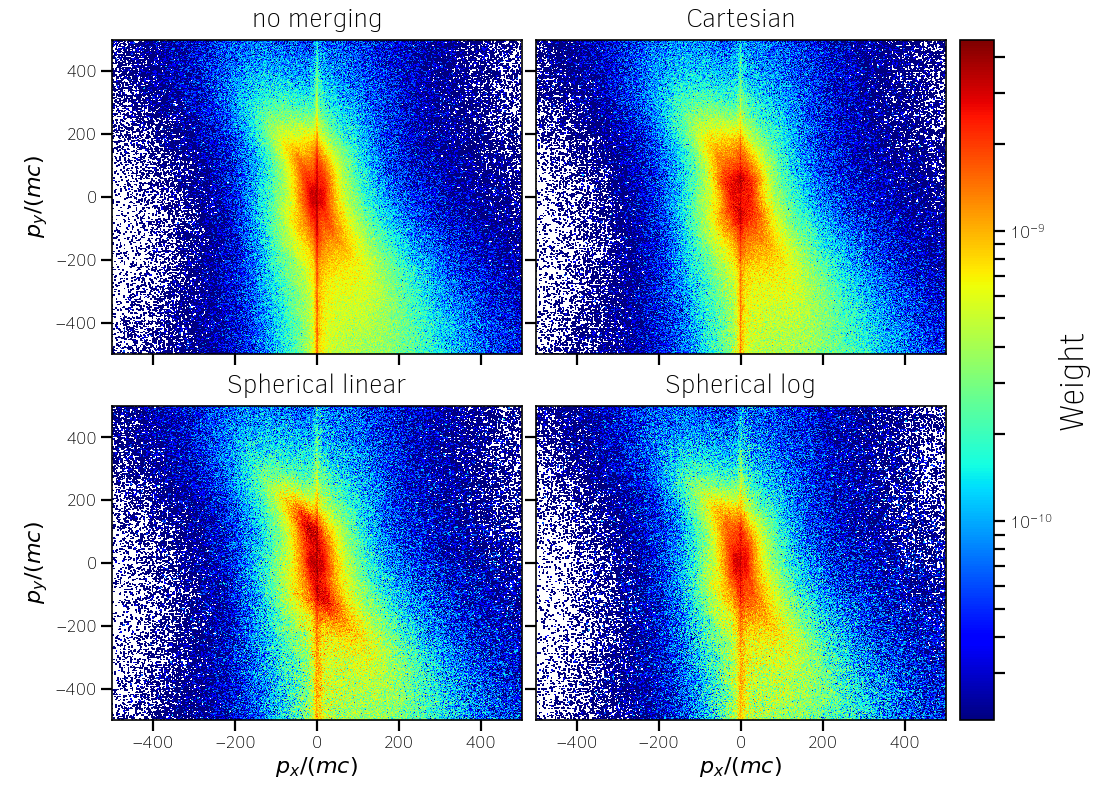 no merging
Cartesian
400
200
0
−200
−400
p_y/(mc)
Spherical linear
Spherical log
400
200
0
−200
−400
p_y/(mc)
−400 −200 0 200 400
−400 −200 0 200 400
p_x/(mc)
p_x/(mc)
10⁻⁹
10⁻¹⁰
Weight